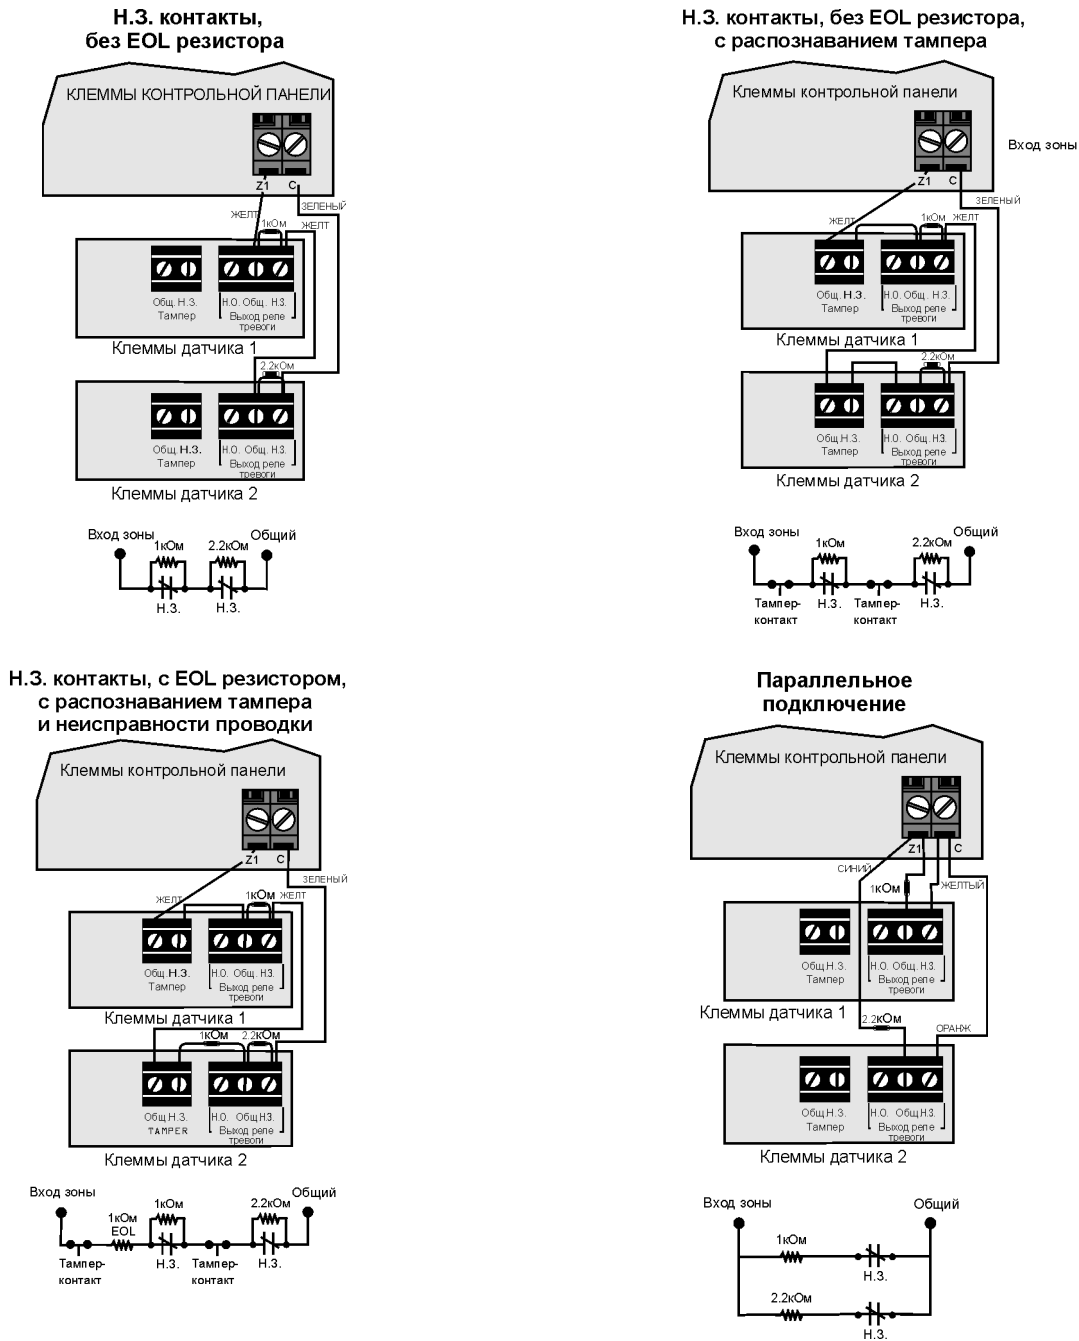 Н.З. контакты,
без EOL резистора
КЛЕММЫ КОНТРОЛЬНОЙ ПАНЕЛИ
Z1 C
ЗЕЛЕНЫЙ
ЖЕЛТ 1кОм ЖЕЛТ
Общ. Н.З. Н.О. Общ. Н.З.
Тампер Выход реле
тревоги
Клеммы датчика 1
2.2кОм
Общ. Н.З. Н.О. Общ. Н.З.
Тампер Выход реле
тревоги
Клеммы датчика 2
Вход зоны 1кОм 2.2кОм Общий
Н.З. Н.З.
Н.З. контакты, без EOL резистора,
с распознаванием тампера
Клеммы контрольной панели
Вход зоны
Z1 C
ЗЕЛЕНЫЙ
ЖЕЛТ 1кОм ЖЕЛТ
Общ. Н.З. Н.О. Общ. Н.З.
Тампер Выход реле
тревоги
Клеммы датчика 1
2.2кОм
Общ. Н.З. Н.О. Общ. Н.З.
Тампер Выход реле
тревоги
Клеммы датчика 2
Вход зоны 1кОм 2.2кОм Общий
Тампер- Н.З. Тампер- Н.З.
контакт контакт
Н.З. контакты, с EOL резистором,
с распознаванием тампера
и неисправности проводки
Клеммы контрольной панели
Z1 C
ЗЕЛЕНЫЙ
ЖЕЛТ 1кОм ЖЕЛТ
Общ. Н.З. Н.О. Общ. Н.З.
Тампер Выход реле
тревоги
Клеммы датчика 1
1кОм 2.2кОм
Общ Н.З. Н.О. Общ Н.З.
TAMPER Выход реле
тревоги
Клеммы датчика 2
Вход зоны 1кОм 2.2кОм Общий
1кОм
EOL
Тампер- Н.З. Тампер- Н.З.
контакт контакт
Параллельное
подключение
Клеммы контрольной панели
Z1 C
СИНИЙ
1кОм ЖЕЛТЫЙ
Общ Н.З. Н.О. Общ. Н.З.
Тампер Выход реле
тревоги
Клеммы датчика 1
2.2кОм ОРАНЖ
Общ Н.З. Н.О. Общ Н.З.
Тампер Выход реле
тревоги
Клеммы датчика 2
Вход зоны Общий
1кОм
Н.З.
2.2кОм
Н.З.